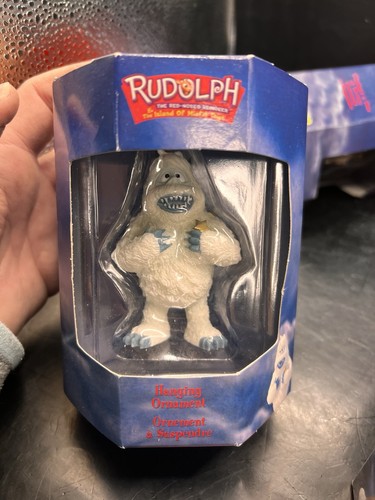 RUDOLPH
THE RED-NOSED REINDEER
& The Island Of Misfit Toys
Hanging
Ornament
Ornement
à Suspendre